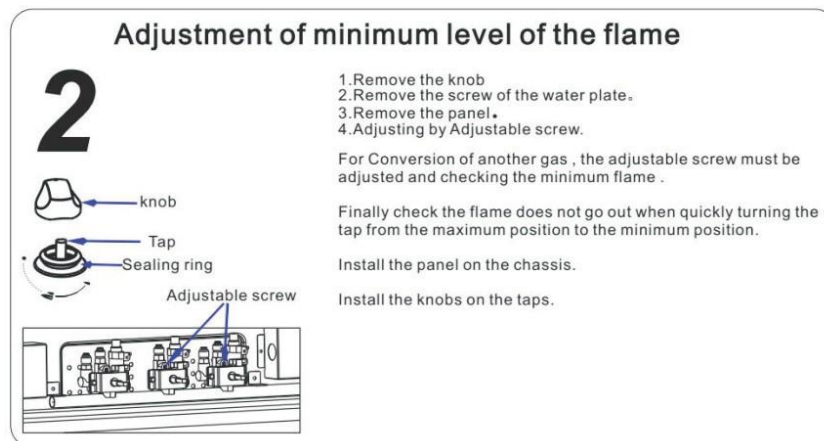 Adjustment of minimum level of the flame
2
1.Remove the knob
2.Remove the screw of the water plate。
3.Remove the panel.
4.Adjusting by Adjustable screw.
For Conversion of another gas , the adjustable screw must be
adjusted and checking the minimum flame .
Finally check the flame does not go out when quickly turning the
tap from the maximum position to the minimum position.
Install the panel on the chassis.
Install the knobs on the taps.
knob
Tap
Sealing ring
Adjustable screw